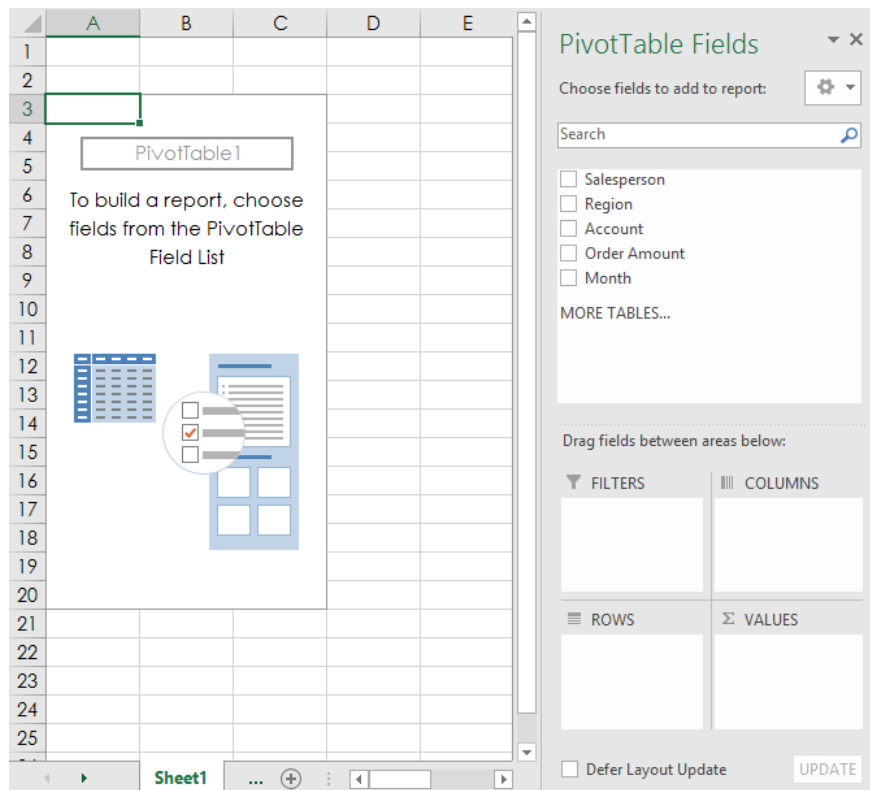 A B C D E
1
2
3
4
5
6
7
8
9
10
11
12
13
14
15
16
17
18
19
20
21
22
23
24
25
PivotTable1
To build a report, choose
fields from the PivotTable
Field List
Sheet1 ...
PivotTable Fields
Choose fields to add to report:
Search
Salesperson
Region
Account
Order Amount
Month
MORE TABLES...
Drag fields between areas below:
FILTERS
COLUMNS
ROWS
Σ VALUES
Defer Layout Update
UPDATE